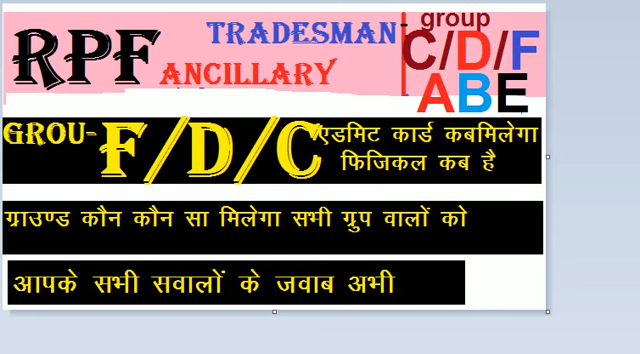 RPF TRADESMAN- group
ANCILLARY C/D/F
ABE
GROU- F/D/C एडमिट कार्ड कबमिलेगा
फिजिकल कब है
ग्राउण्ड कौन कौन सा मिलेगा सभी ग्रुप वालों को
आपके सभी सवालों के जवाब अभी